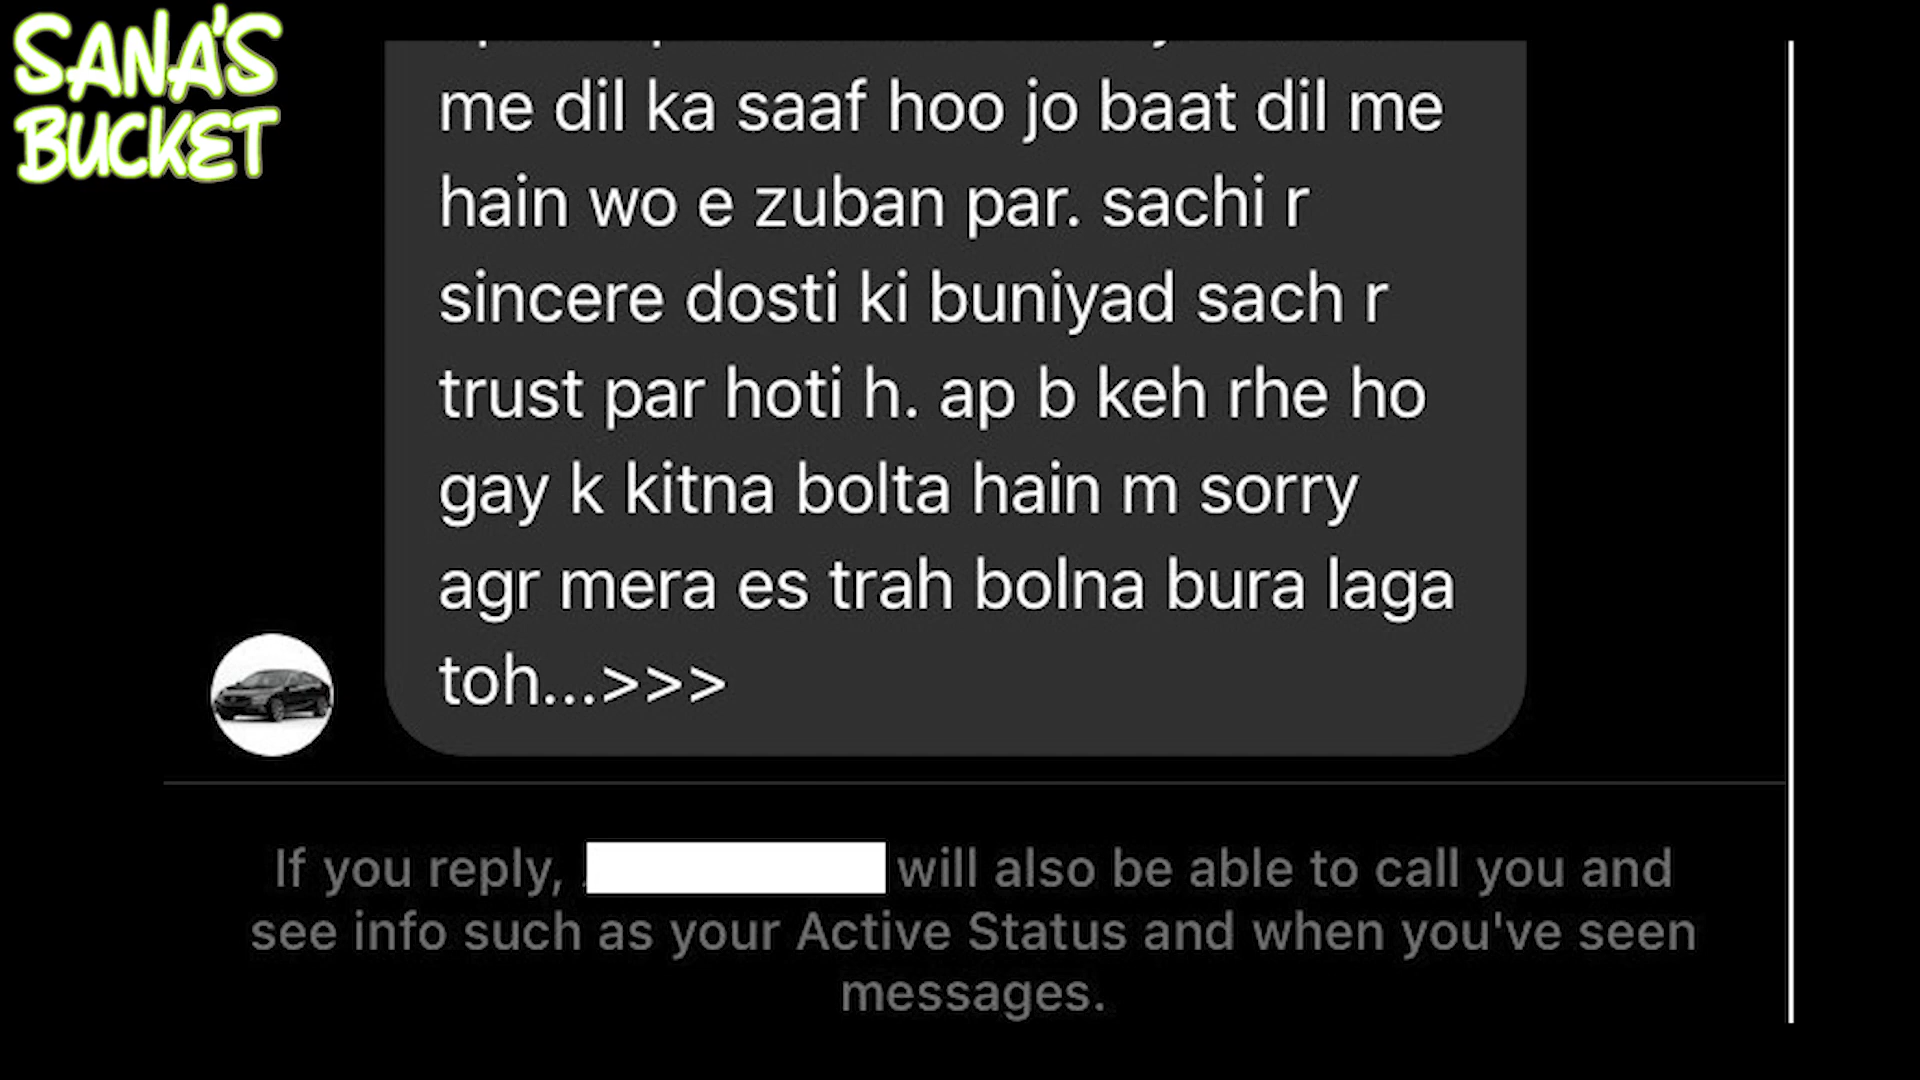 SANA'S
BUCKET
me dil ka saaf hoo jo baat dil me
hain wo e zuban par. sachi r
sincere dosti ki buniyad sach r
trust par hoti h. ap b keh rhe ho
gay k kitna bolta hain m sorry
agr mera es trah bolna bura laga
toh...>>>
If you reply, will also be able to call you and
see info such as your Active Status and when you've seen
messages.